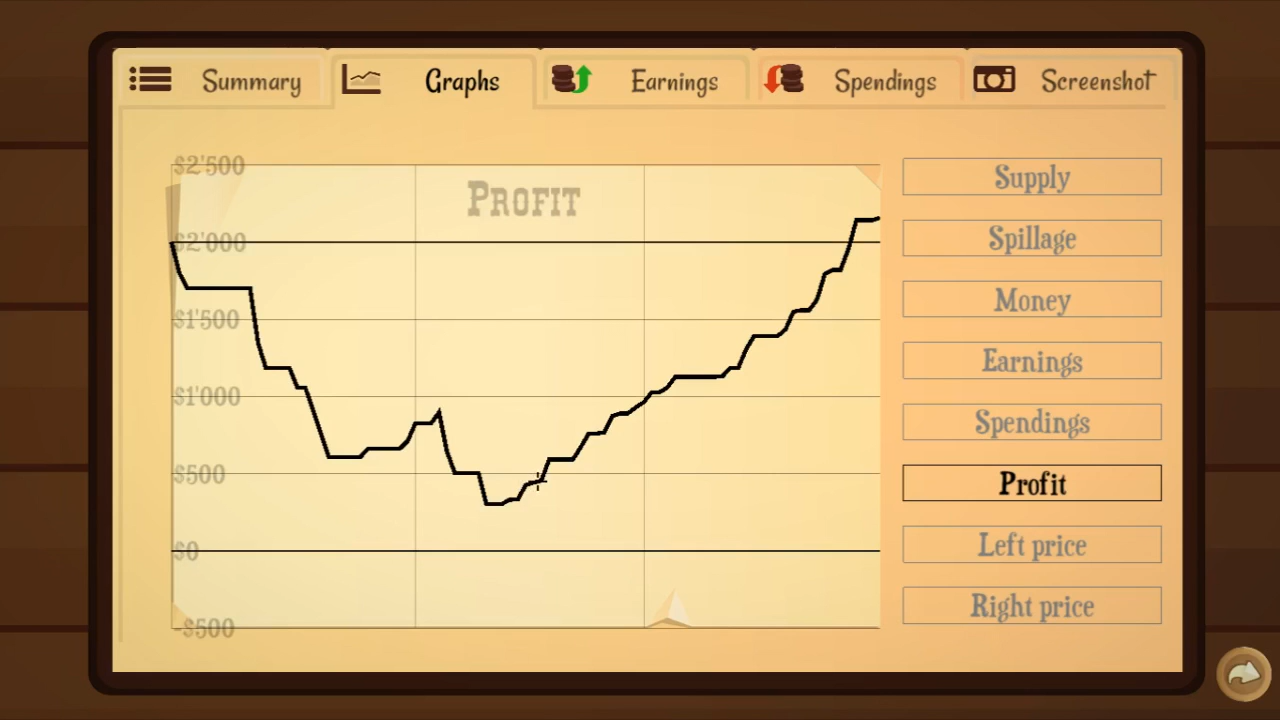 Summary
Graphs
Earnings
Spendings
Screenshot
PROFIT
$2'500
$2'000
$1'500
$1'000
$500
$0
-$500
Supply
Spillage
Money
Earnings
Spendings
Profit
Left price
Right price